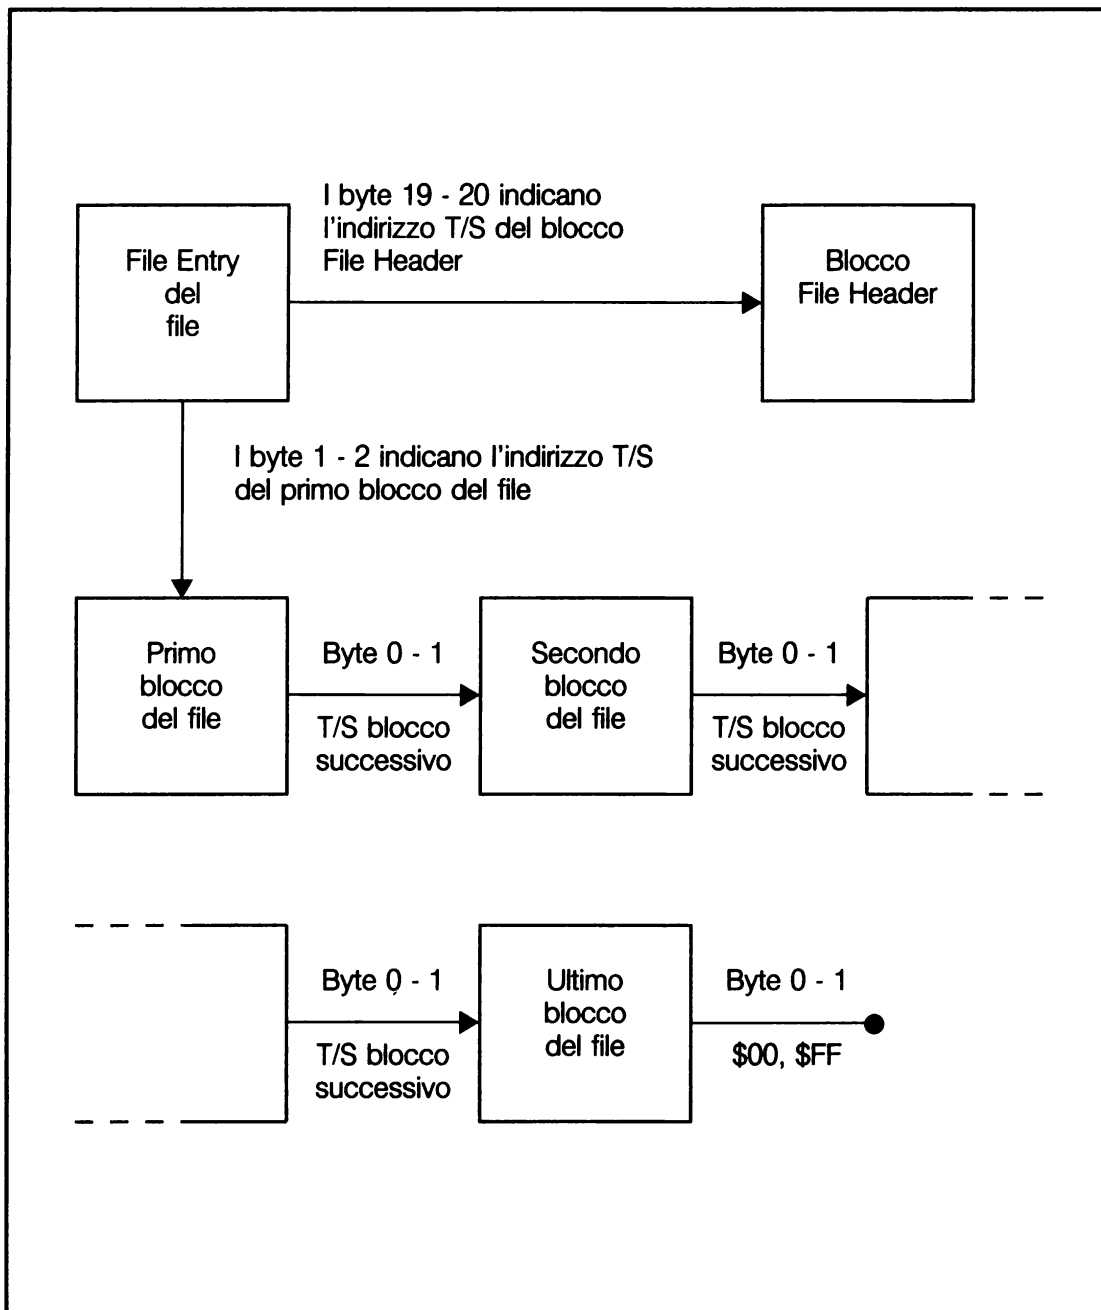 I byte 19 - 20 indicano
l'indirizzo T/S del blocco
File Header
File Entry
del
file
Blocco
File Header
I byte 1 - 2 indicano l'indirizzo T/S
del primo blocco del file
Primo
blocco
del file
Byte 0 - 1
T/S blocco
successivo
Secondo
blocco
del file
Byte 0 - 1
T/S blocco
successivo
Byte 0 - 1
T/S blocco
successivo
Ultimo
blocco
del file
Byte 0 - 1
$00, $FF